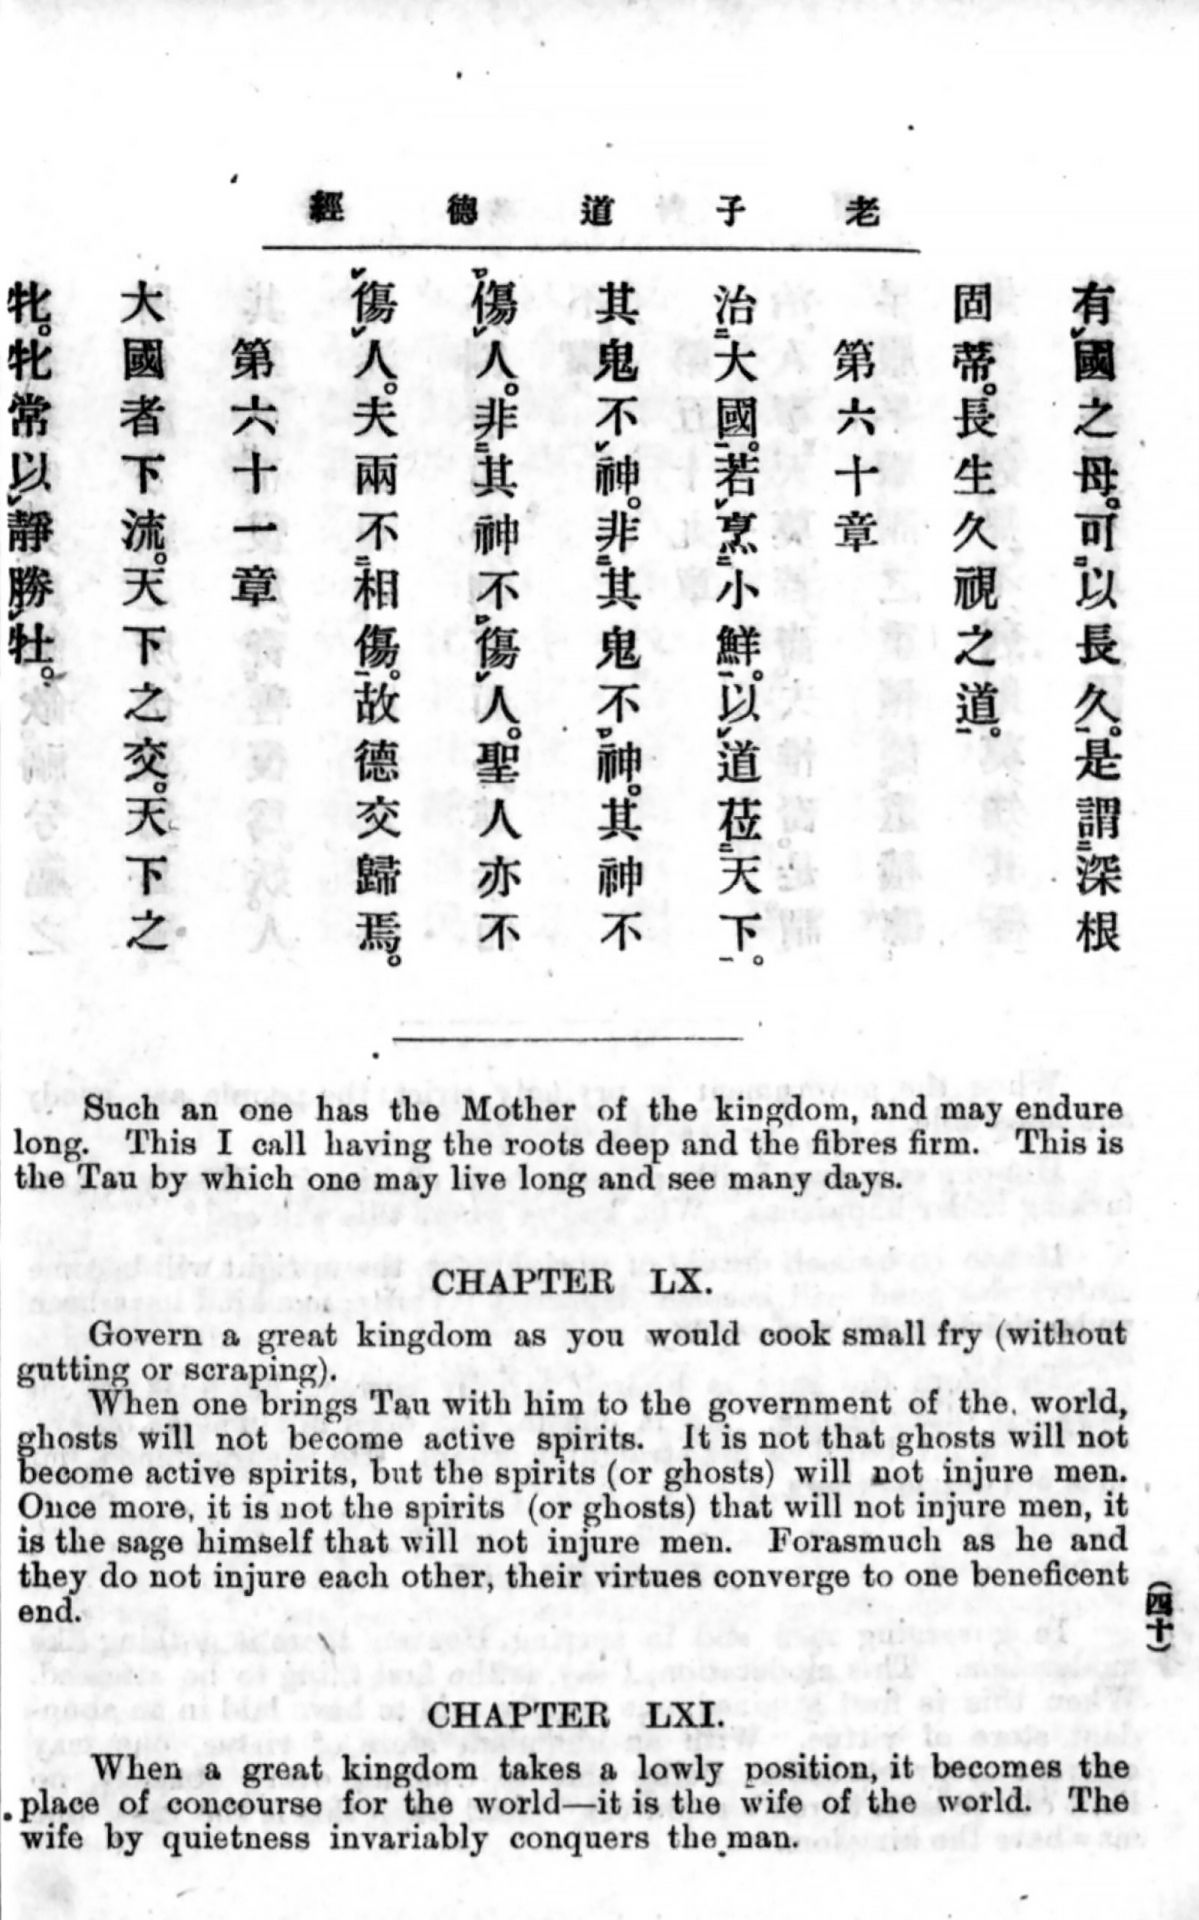 老子道德經
有國之母。可以長久。是謂深根
固蒂。長生久視之道。
第六十章
治大國。若烹小鮮。以道莅天下。
其鬼不神。非其鬼不神。其神不
傷人。非其神不傷人。聖人亦不
傷人。夫兩不相傷。故德交歸焉。
第六十一章
大國者下流。天下之交。天下之
牝。牝常以靜勝牡。
Such an one has the Mother of the kingdom, and may endure
long. This I call having the roots deep and the fibres firm. This is
the Tau by which one may live long and see many days.
CHAPTER LX.
Govern a great kingdom as you would cook small fry (without
gutting or scraping).
When one brings Tau with him to the government of the world,
ghosts will not become active spirits. It is not that ghosts will not
become active spirits, but the spirits (or ghosts) will not injure men.
Once more, it is not the spirits (or ghosts) that will not injure men, it
is the sage himself that will not injure men. Forasmuch as he and
they do not injure each other, their virtues converge to one beneficent
end.
(四十)
CHAPTER LXI.
When a great kingdom takes a lowly position, it becomes the
place of concourse for the world—it is the wife of the world. The
wife by quietness invariably conquers the man.